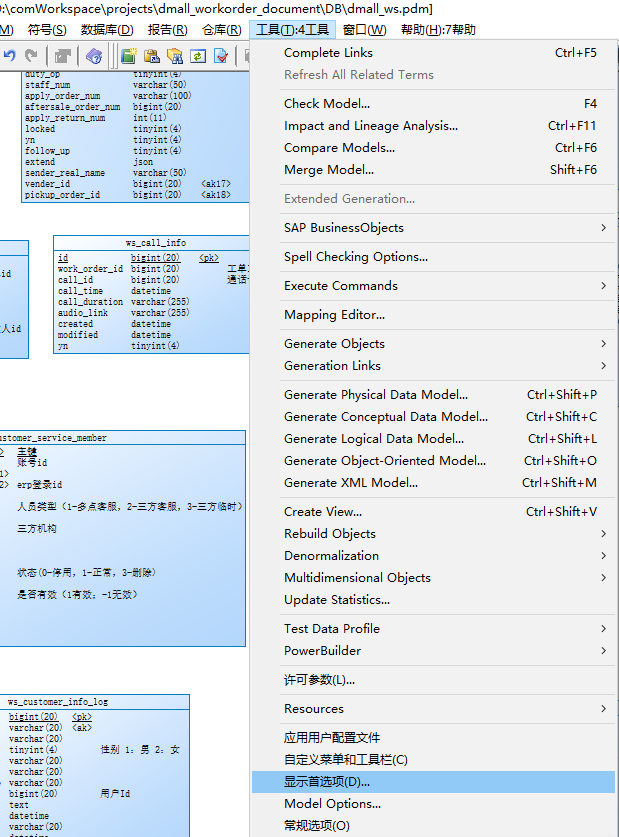 :\comWorkspace\projects\dmall_workorder_document\DB\dmall_ws.pdm]
M) 符号(S) 数据库(D) 报告(R) 仓库(R) 工具(T):4工具 窗口(W) 帮助(H):7帮助
duty_op tinyint(4)
staff_num varchar(50)
apply_order_num varchar(100)
aftersale_order_num bigint(20)
apply_return_num int(11)
locked tinyint(4)
yn tinyint(4)
follow_up tinyint(4)
extend json
sender_real_name varchar(50)
vender_id bigint(20) <ak17>
pickup_order_id bigint(20) <ak18>
ws_call_info
id bigint(20) <pk>
work_order_id bigint(20) 工单
call_id bigint(20) 通话
call_time datetime
call_duration varchar(255)
audio_link varchar(255)
created datetime
modified datetime
yn tinyint(4)
id
人id
ustomer_service_member
> 主键
账号id
1>
2> erp登录id
人员类型（1-多点客服，2-三方客服，3-三方临时）
三方机构
状态(0-停用，1-正常，3-删除)
是否有效（1有效；-1无效）
ws_customer_info_log
bigint(20) <pk>
varchar(20) <ak>
varchar(20)
tinyint(4) 性别 1：男 2：女
varchar(20)
varchar(20)
varchar(20)
bigint(20) 用户Id
text
datetime
varchar(20)
Complete Links Ctrl+F5
Refresh All Related Terms
Check Model... F4
Impact and Lineage Analysis... Ctrl+F11
Compare Models... Ctrl+F6
Merge Model... Shift+F6
Extended Generation...
SAP BusinessObjects
Spell Checking Options...
Execute Commands
Mapping Editor...
Generate Objects
Generation Links
Generate Physical Data Model... Ctrl+Shift+P
Generate Conceptual Data Model... Ctrl+Shift+C
Generate Logical Data Model... Ctrl+Shift+L
Generate Object-Oriented Model... Ctrl+Shift+O
Generate XML Model... Ctrl+Shift+M
Create View... Ctrl+Shift+V
Rebuild Objects
Denormalization
Multidimensional Objects
Update Statistics...
Test Data Profile
PowerBuilder
许可参数(L)...
Resources
应用用户配置文件
自定义菜单和工具栏(C)
显示首选项(D)...
Model Options...
常规选项(O)